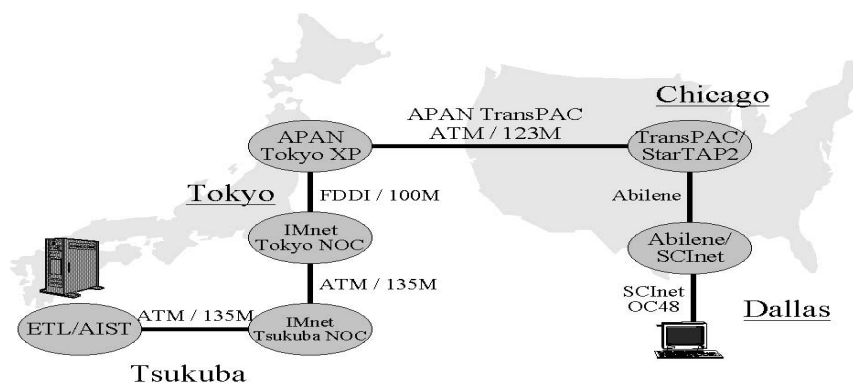 Chicago
APAN TransPAC
ATM / 123M
APAN
Tokyo XP
TransPAC/
StarTAP2
Tokyo
FDDI / 100M
Abilene
IMnet
Tokyo NOC
Abilene/
SCInet
ATM / 135M
SCInet
OC48
Dallas
ETL/AIST
ATM / 135M
IMnet
Tsukuba NOC
Tsukuba